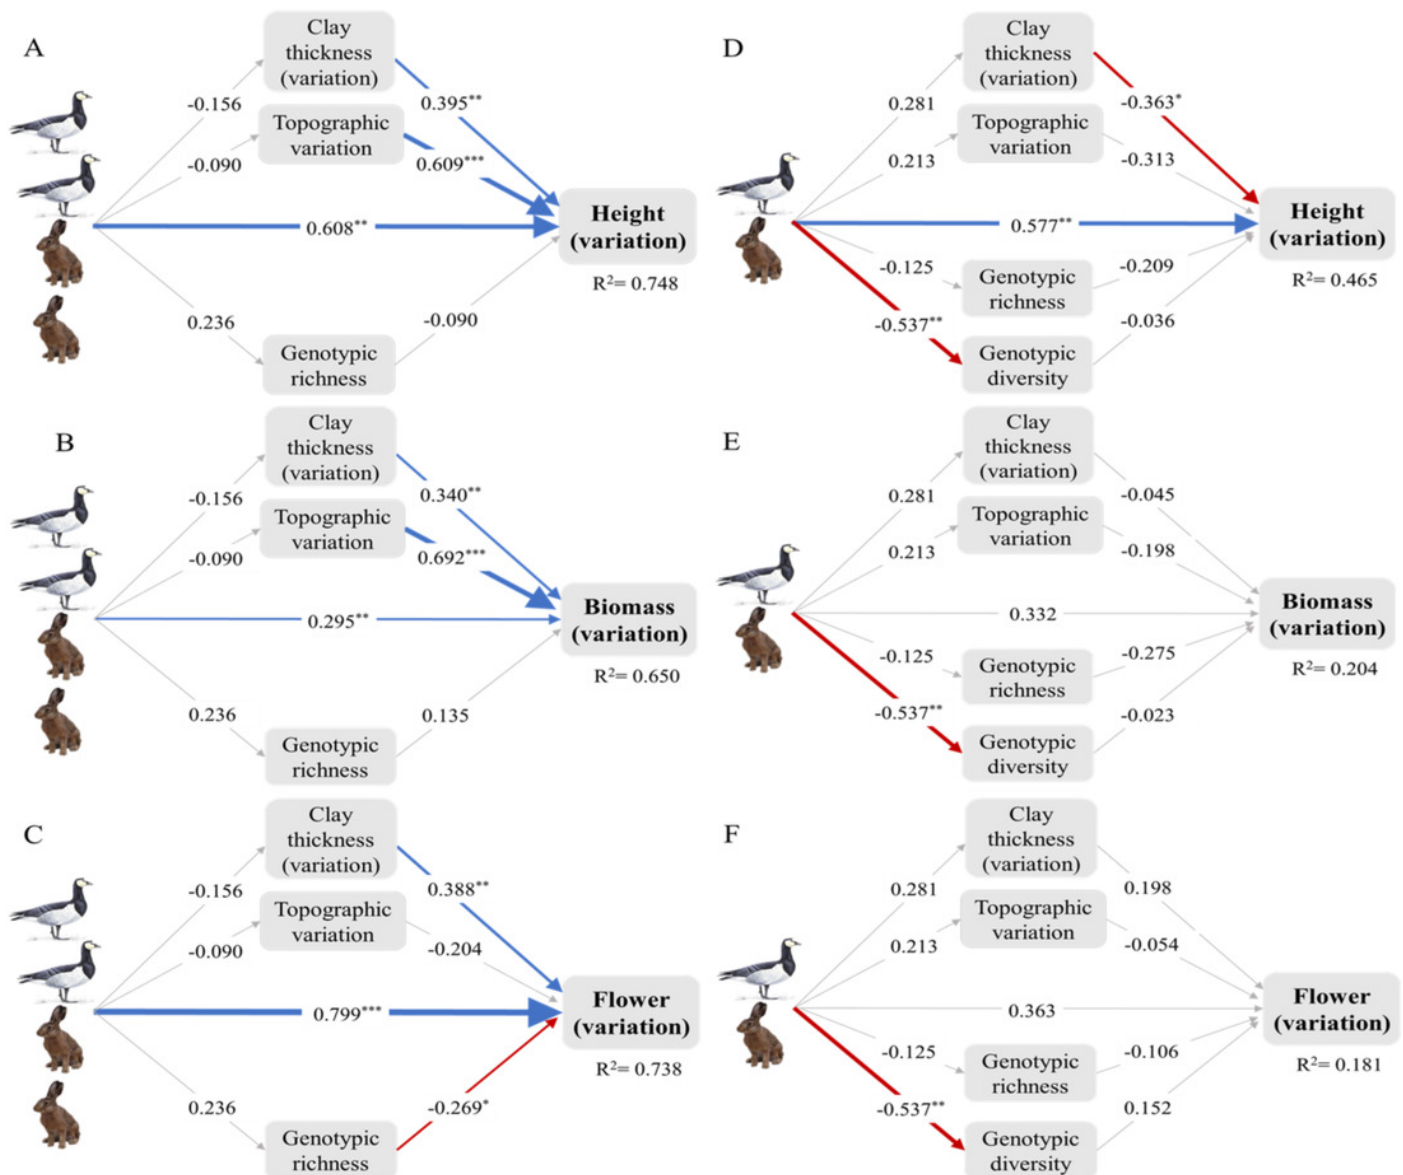 A
Clay
thickness
(variation)
-0.156
0.395**
Topographic
variation
-0.090
0.609***
0.608**
Height
(variation)
R²= 0.748
0.236
-0.090
Genotypic
richness
D
Clay
thickness
(variation)
0.281
-0.363*
Topographic
variation
0.213
-0.313
0.577**
Height
(variation)
R²= 0.465
-0.125
Genotypic
richness
-0.209
-0.537**
-0.036
Genotypic
diversity
B
Clay
thickness
(variation)
-0.156
0.340**
Topographic
variation
-0.090
0.692***
0.295**
Biomass
(variation)
R²= 0.650
0.236
0.135
Genotypic
richness
E
Clay
thickness
(variation)
0.281
-0.045
Topographic
variation
0.213
-0.198
0.332
Biomass
(variation)
R²= 0.204
-0.125
Genotypic
richness
-0.275
-0.537**
-0.023
Genotypic
diversity
C
Clay
thickness
(variation)
-0.156
0.388**
Topographic
variation
-0.090
-0.204
0.799***
Flower
(variation)
R²= 0.738
0.236
-0.269*
Genotypic
richness
F
Clay
thickness
(variation)
0.281
0.198
Topographic
variation
0.213
-0.054
0.363
Flower
(variation)
R²= 0.181
-0.125
Genotypic
richness
-0.106
-0.537**
0.152
Genotypic
diversity